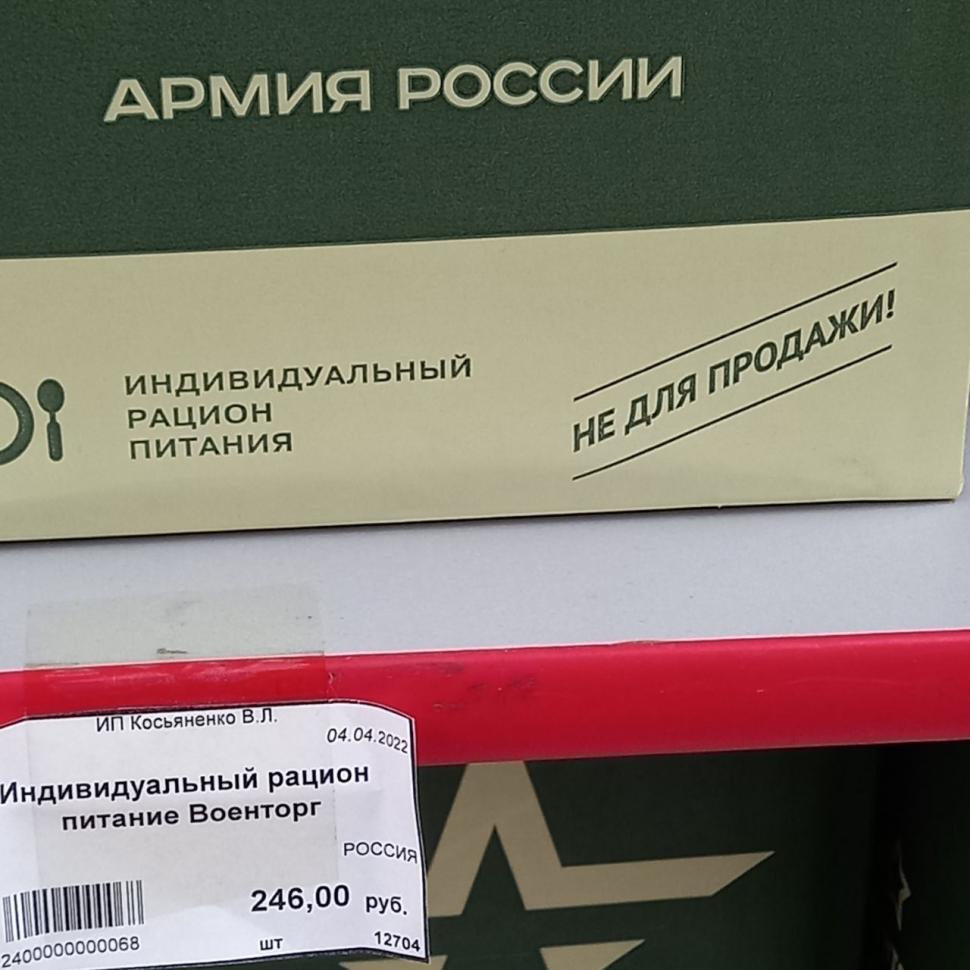 АРМИЯ РОССИИ
ИНДИВИДУАЛЬНЫЙ
РАЦИОН
ПИТАНИЯ
НЕ ДЛЯ ПРОДАЖИ!
ИП Косьяненко В.Л.
04.04.2022
Индивидуальный рацион
питание Военторг
РОССИЯ
246,00 руб.
2400000000068
шт
12704